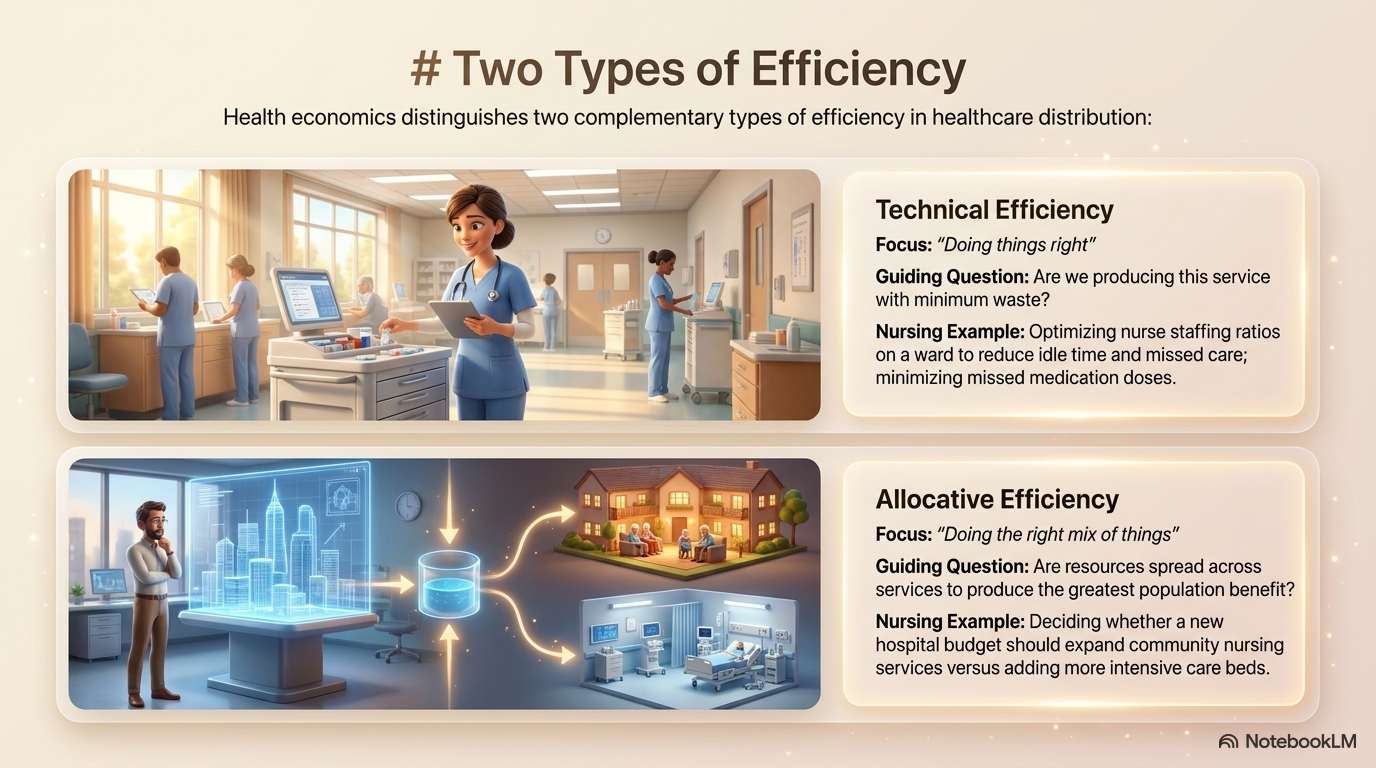 # Two Types of Efficiency
Health economics distinguishes two complementary types of efficiency in healthcare distribution:
Technical Efficiency
Focus: “Doing things right”
Guiding Question: Are we producing this service
with minimum waste?
Nursing Example: Optimizing nurse staffing ratios
on a ward to reduce idle time and missed care;
minimizing missed medication doses.
Allocative Efficiency
Focus: “Doing the right mix of things”
Guiding Question: Are resources spread across
services to produce the greatest population benefit?
Nursing Example: Deciding whether a new
hospital budget should expand community nursing
services versus adding more intensive care beds.
NotebookLM